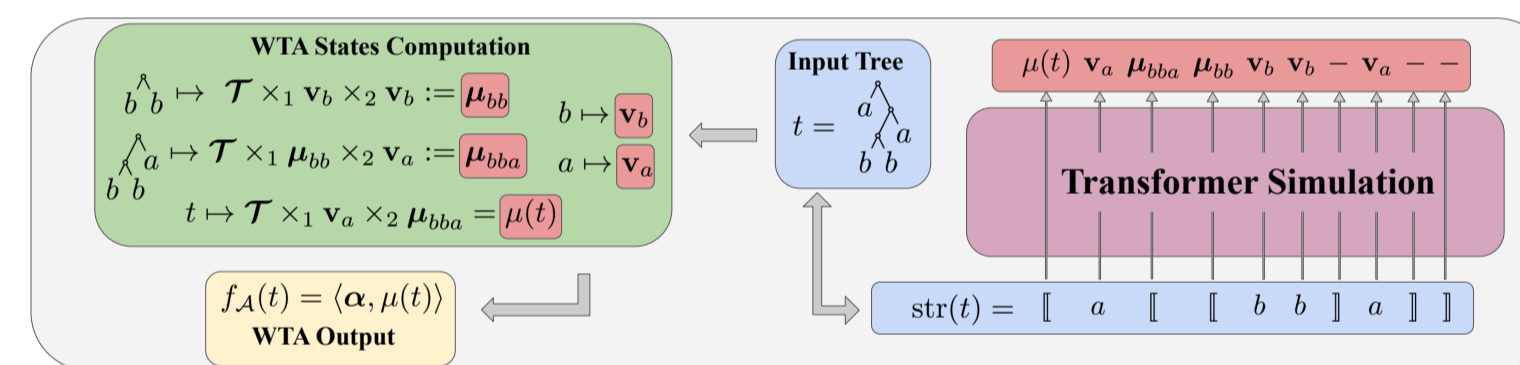 WTA States Computation
b b ↦ 𝓣 ×₁ v_b ×₂ v_b := μ_bb
b ↦ v_b
a
b b ↦ 𝓣 ×₁ μ_bb ×₂ v_a := μ_bba
a ↦ v_a
t ↦ 𝓣 ×₁ v_a ×₂ μ_bba = μ(t)
f_𝒜(t) = ⟨α, μ(t)⟩
WTA Output
Input Tree
t =
a
a
b b
μ(t) v_a μ_bba μ_bb v_b v_b − v_a − −
Transformer Simulation
str(t) = ⟦ a ⟦ ⟦ b b ⟧ a ⟧ ⟧